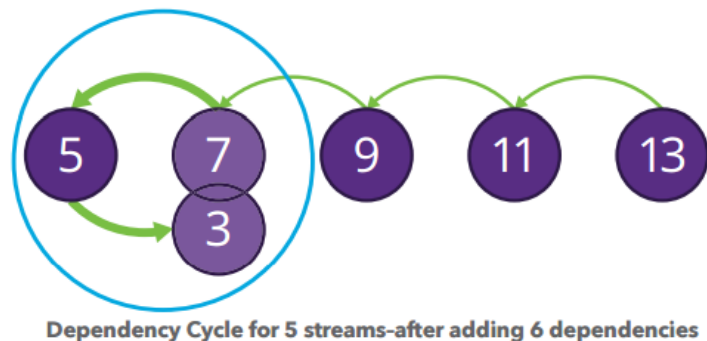 5 7 9 11 13
3
Dependency Cycle for 5 streams–after adding 6 dependencies